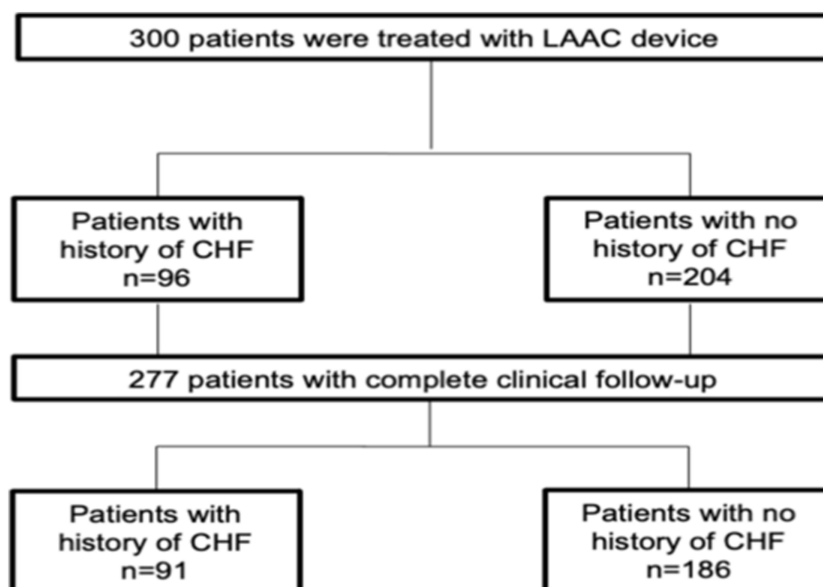 300 patients were treated with LAAC device
Patients with
history of CHF
n=96
Patients with no
history of CHF
n=204
277 patients with complete clinical follow-up
Patients with
history of CHF
n=91
Patients with no
history of CHF
n=186